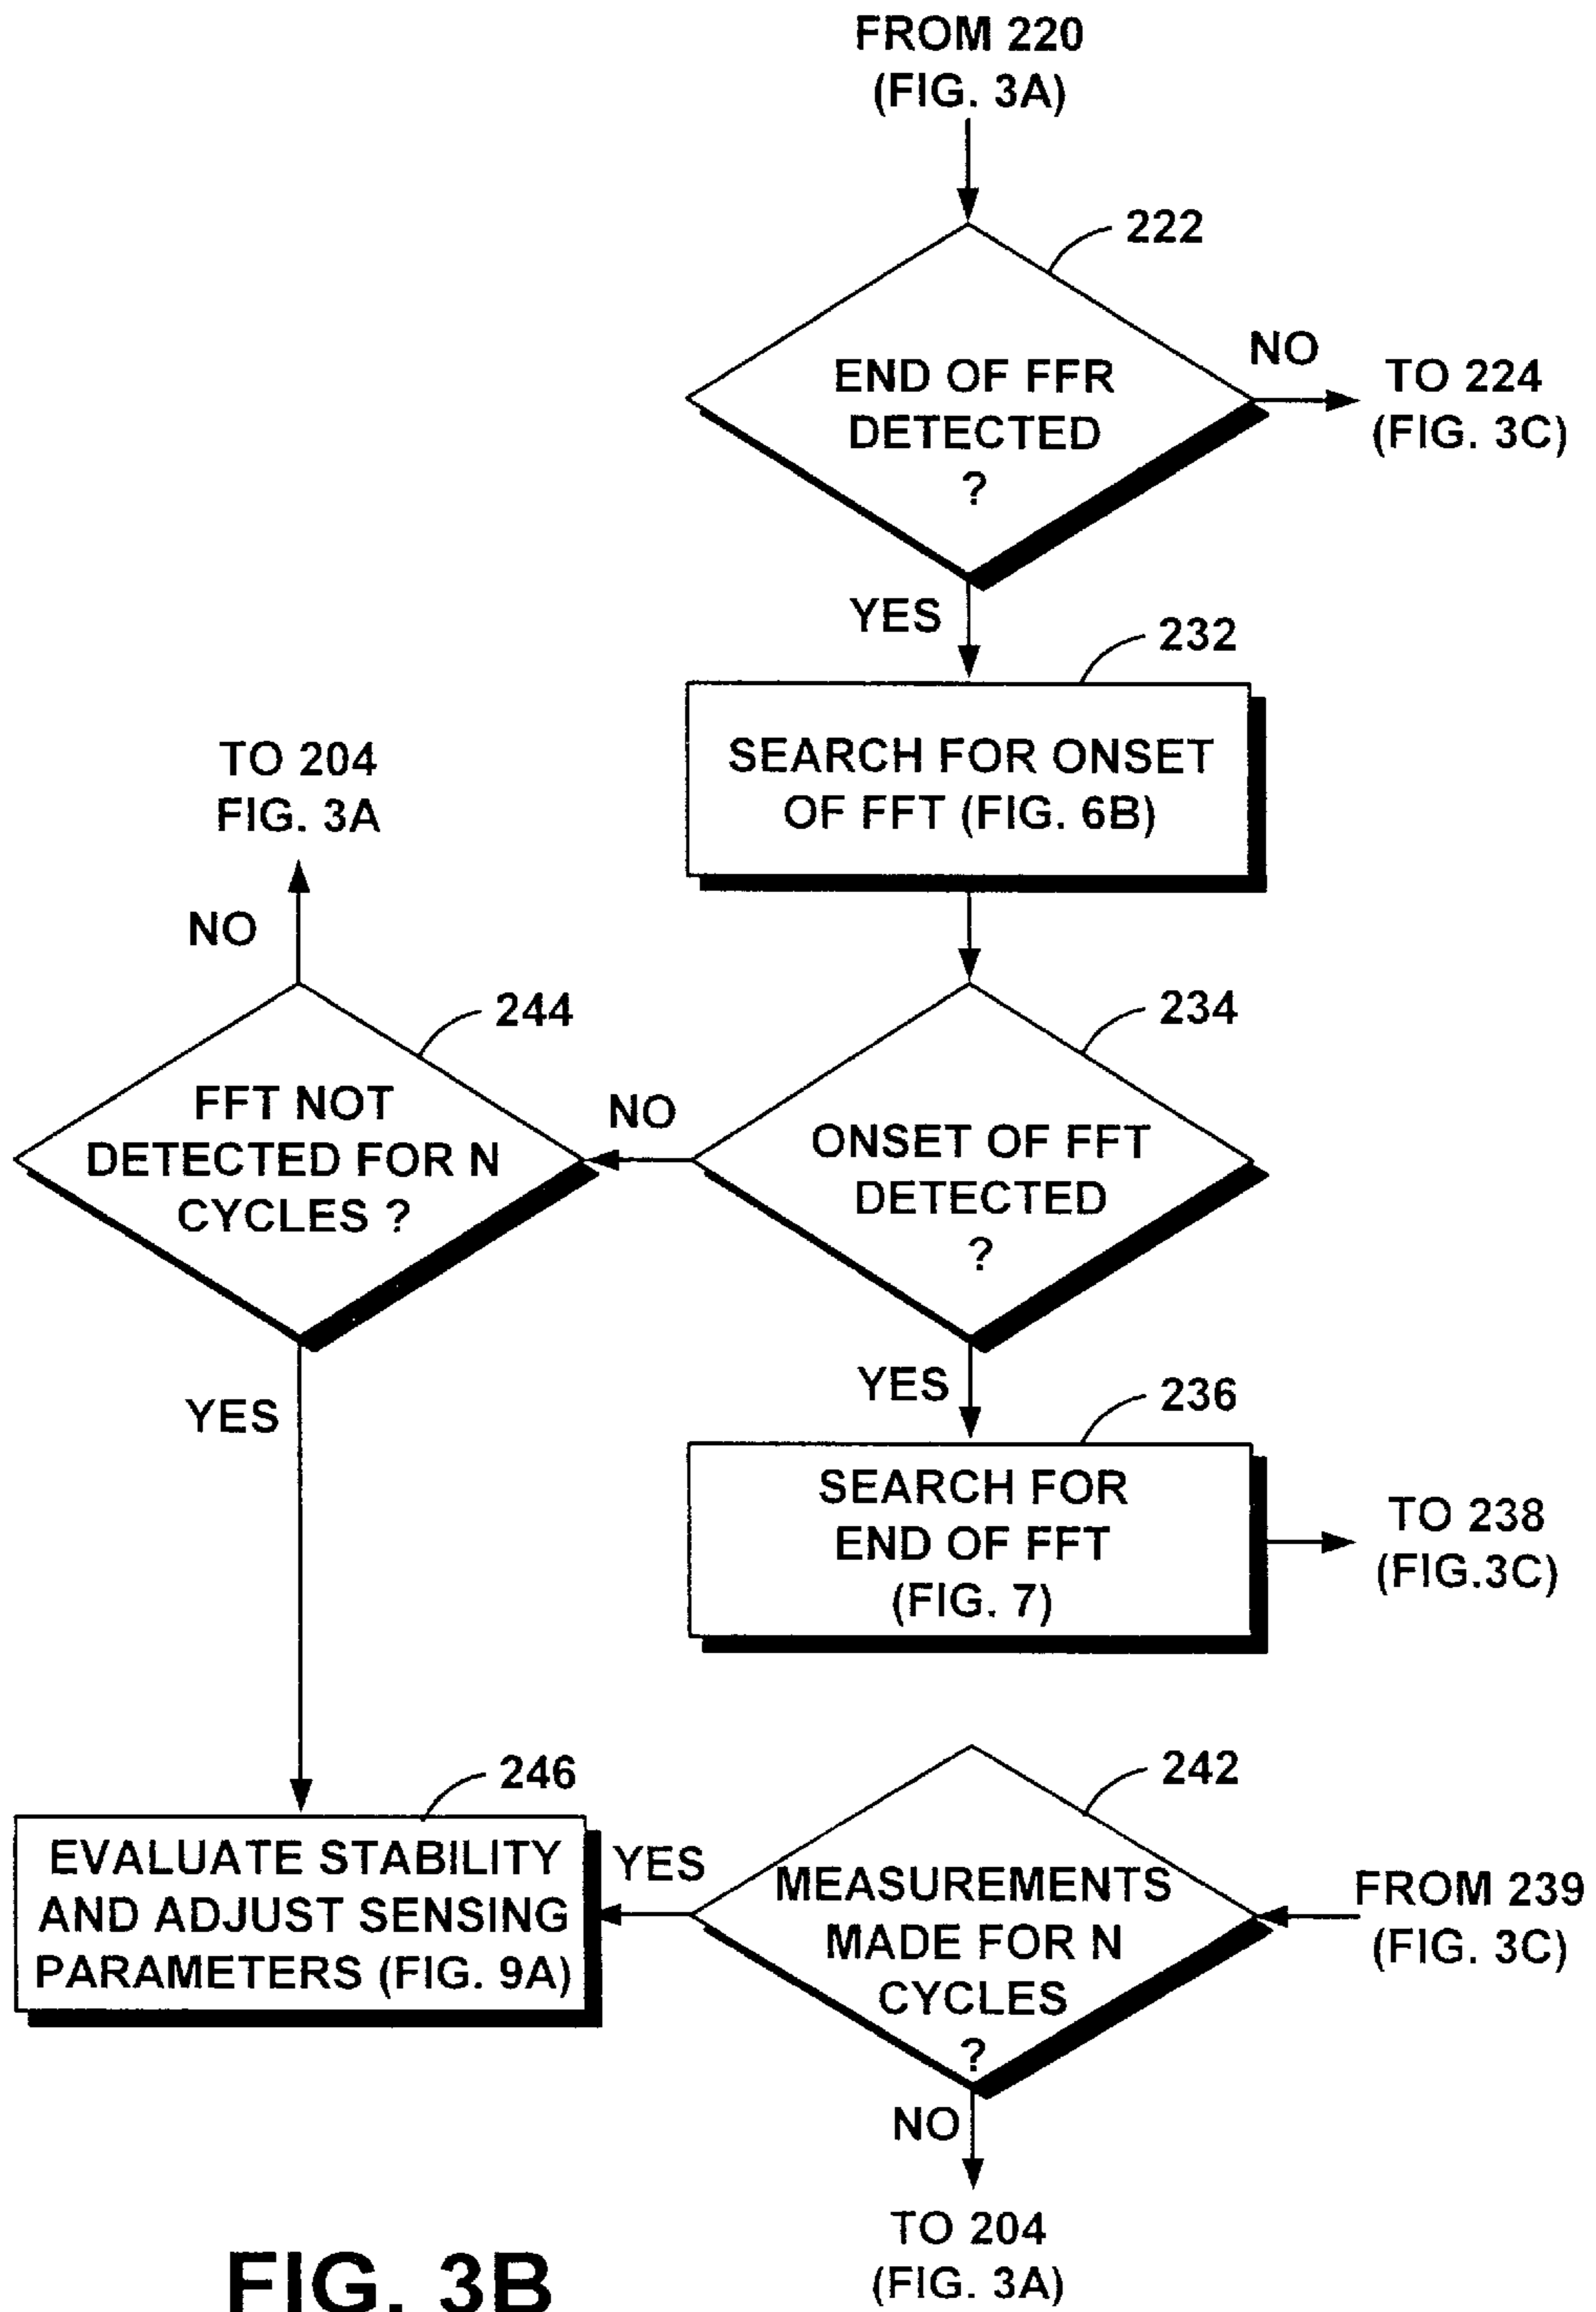 FROM 220
(FIG. 3A)
222
END OF FFR
DETECTED
?
NO
TO 224
(FIG. 3C)
YES
232
SEARCH FOR ONSET
OF FFT (FIG. 6B)
TO 204
FIG. 3A
NO
244
FFT NOT
DETECTED FOR N
CYCLES ?
NO
234
ONSET OF FFT
DETECTED
?
YES
YES
236
SEARCH FOR
END OF FFT
(FIG. 7)
TO 238
(FIG.3C)
246
EVALUATE STABILITY
AND ADJUST SENSING
PARAMETERS (FIG. 9A)
YES
242
MEASUREMENTS
MADE FOR N
CYCLES
?
FROM 239
(FIG. 3C)
NO
TO 204
(FIG. 3A)
FIG. 3B